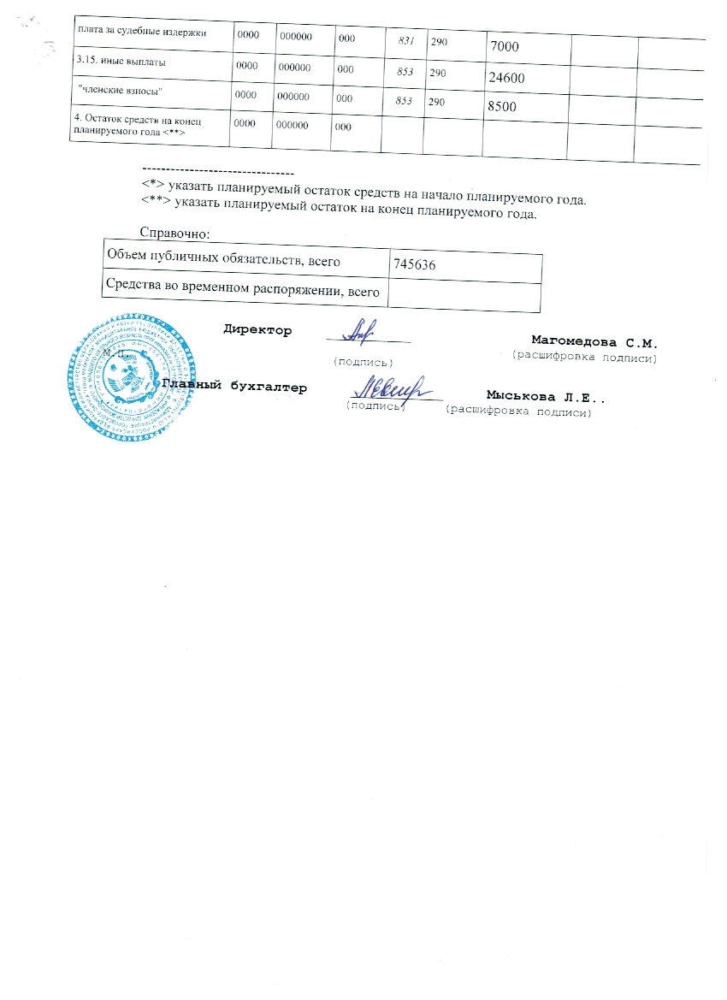 плата за судебные издержки 0000 000000 000 831 290 7000
3.15. иные выплаты 0000 000000 000 853 290 24600
"членские взносы" 0000 000000 000 853 290 8500
4. Остаток средств на конец 0000 000000 000
планируемого года <**>
--------------------------------
<*> указать планируемый остаток средств на начало планируемого года.
<**> указать планируемый остаток на конец планируемого года.
Справочно:
Объем публичных обязательств, всего 745636
Средства во временном распоряжении, всего
Директор Магомедова С.М.
М.п.
(подпись) (расшифровка подписи)
Главный бухгалтер Мыськова Л.Е..
(подпись) (расшифровка подписи)